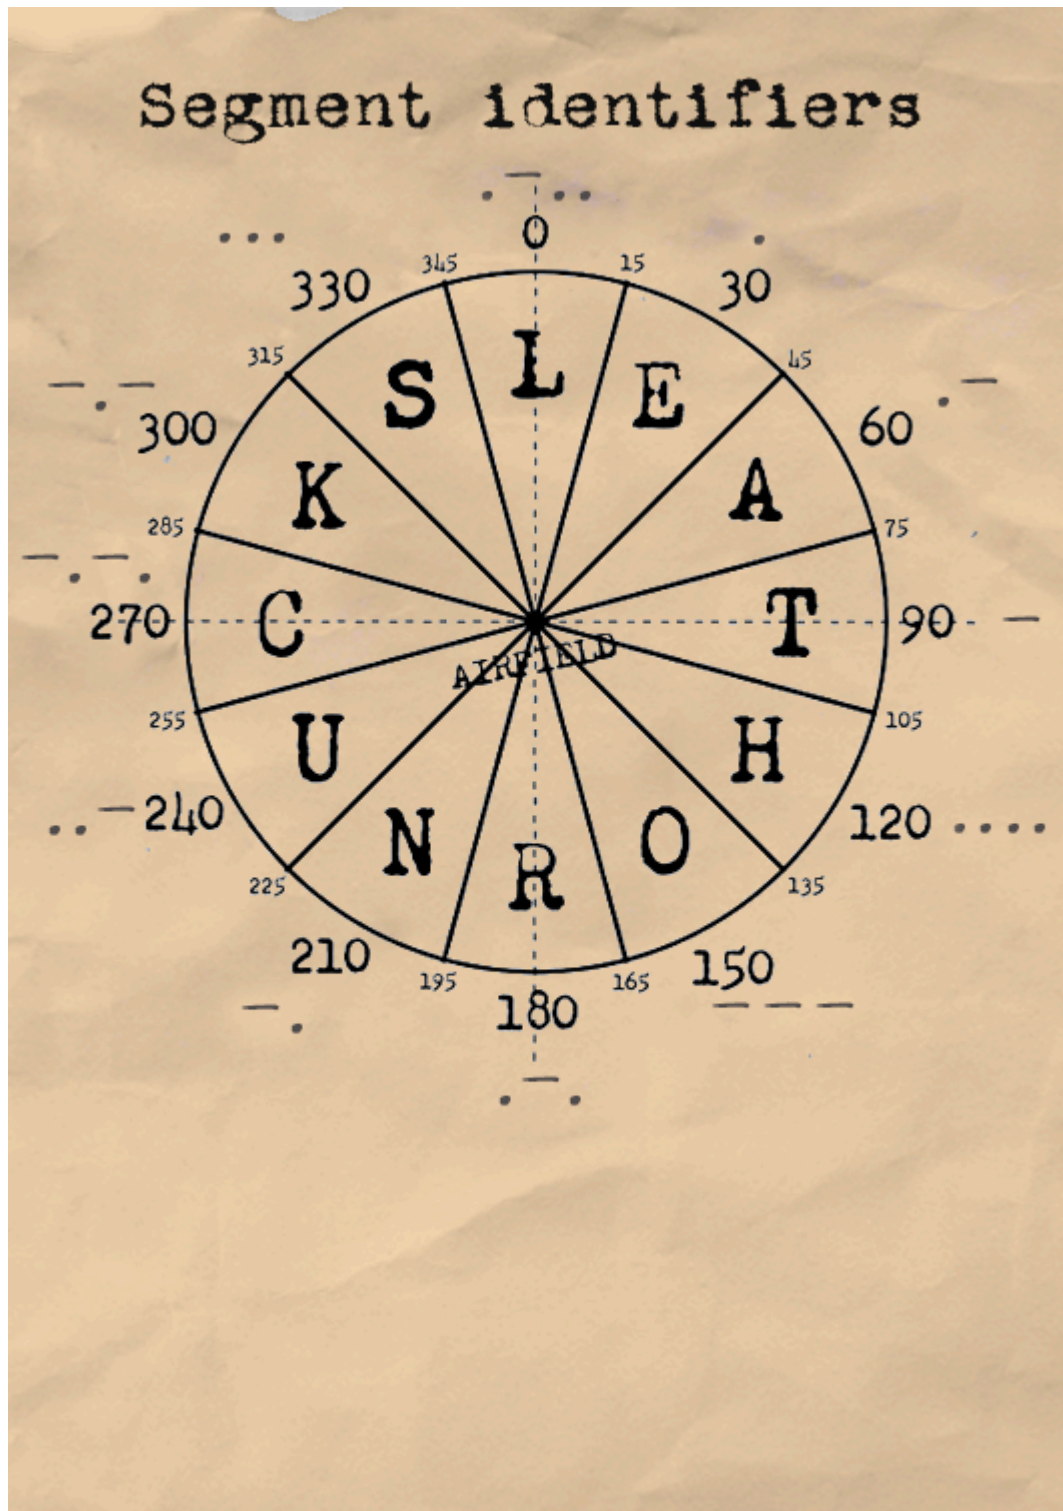 Segment identifiers
.-..
0
... .
345 15
330 30
315 45
L
S E
-.- .-
300 60
K A
285 75
-.-.
270 C T 90 -
AIRFIELD
255 105
U H
..- 240 120 ....
N O
R
225 135
210 150
195 165
180
-. ---
.-.